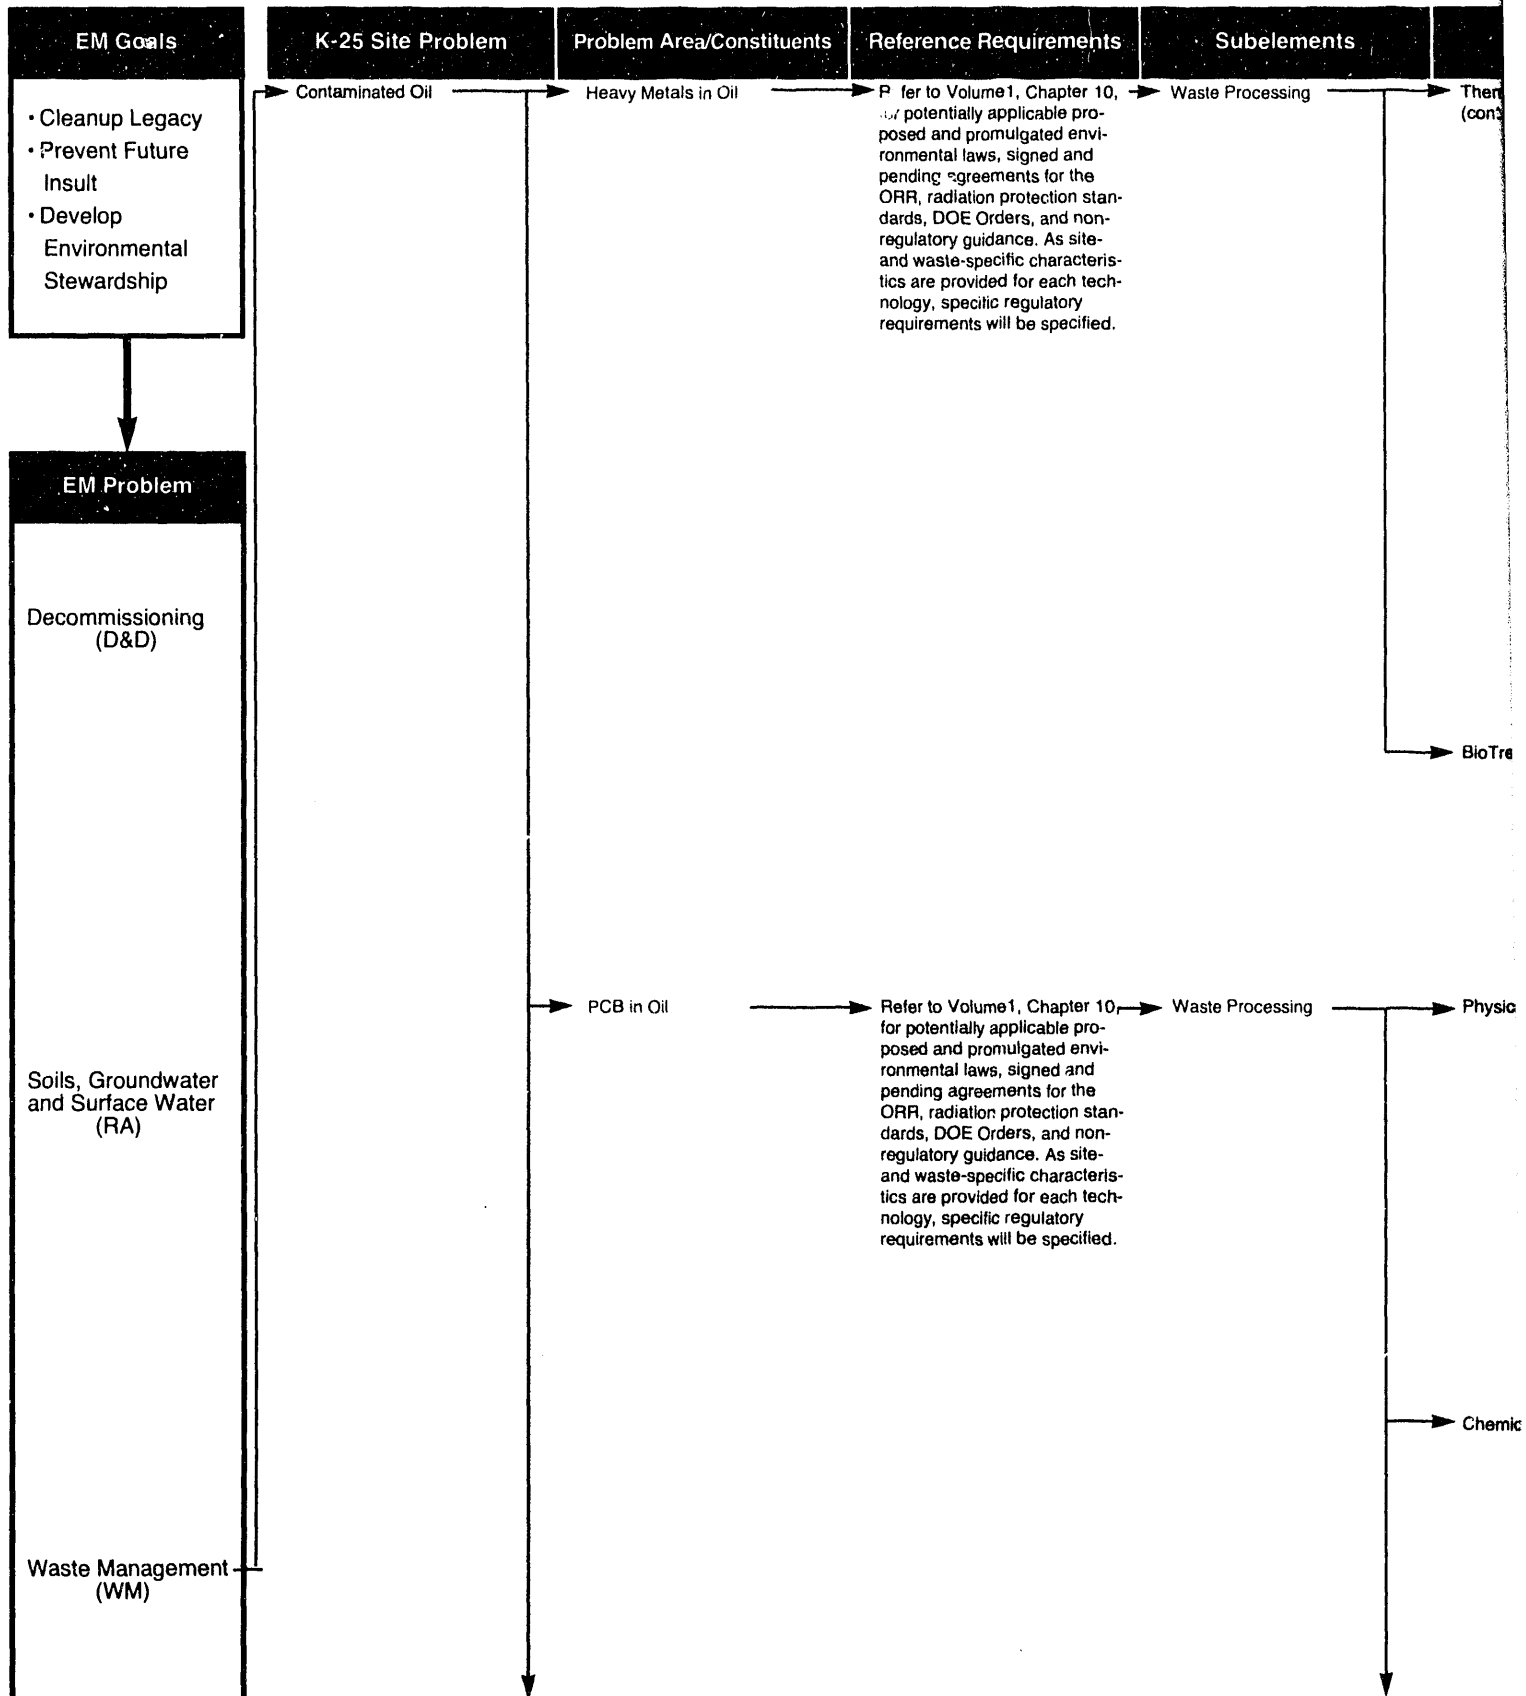 EM Goals
• Cleanup Legacy
• Prevent Future
Insult
• Develop
Environmental
Stewardship
EM Problem
Decommissioning
(D&D)
Soils, Groundwater
and Surface Water
(RA)
Waste Management
(WM)
K-25 Site Problem
Contaminated Oil
Problem Area/Constituents
Heavy Metals in Oil
PCB in Oil
Reference Requirements
fer to Volume1, Chapter 10,
potentially applicable pro-
posed and promulgated envi-
ronmental laws, signed and
pending agreements for the
ORR, radiation protection stan-
dards, DOE Orders, and non-
regulatory guidance. As site-
and waste-specific characteris-
tics are provided for each tech-
nology, specific regulatory
requirements will be specified.
Refer to Volume1, Chapter 10,
for potentially applicable pro-
posed and promulgated envi-
ronmental laws, signed and
pending agreements for the
ORR, radiation protection stan-
dards, DOE Orders, and non-
regulatory guidance. As site-
and waste-specific characteris-
tics are provided for each tech-
nology, specific regulatory
requirements will be specified.
Subelements
Waste Processing
Waste Processing
BioTre
Physic
Chemic